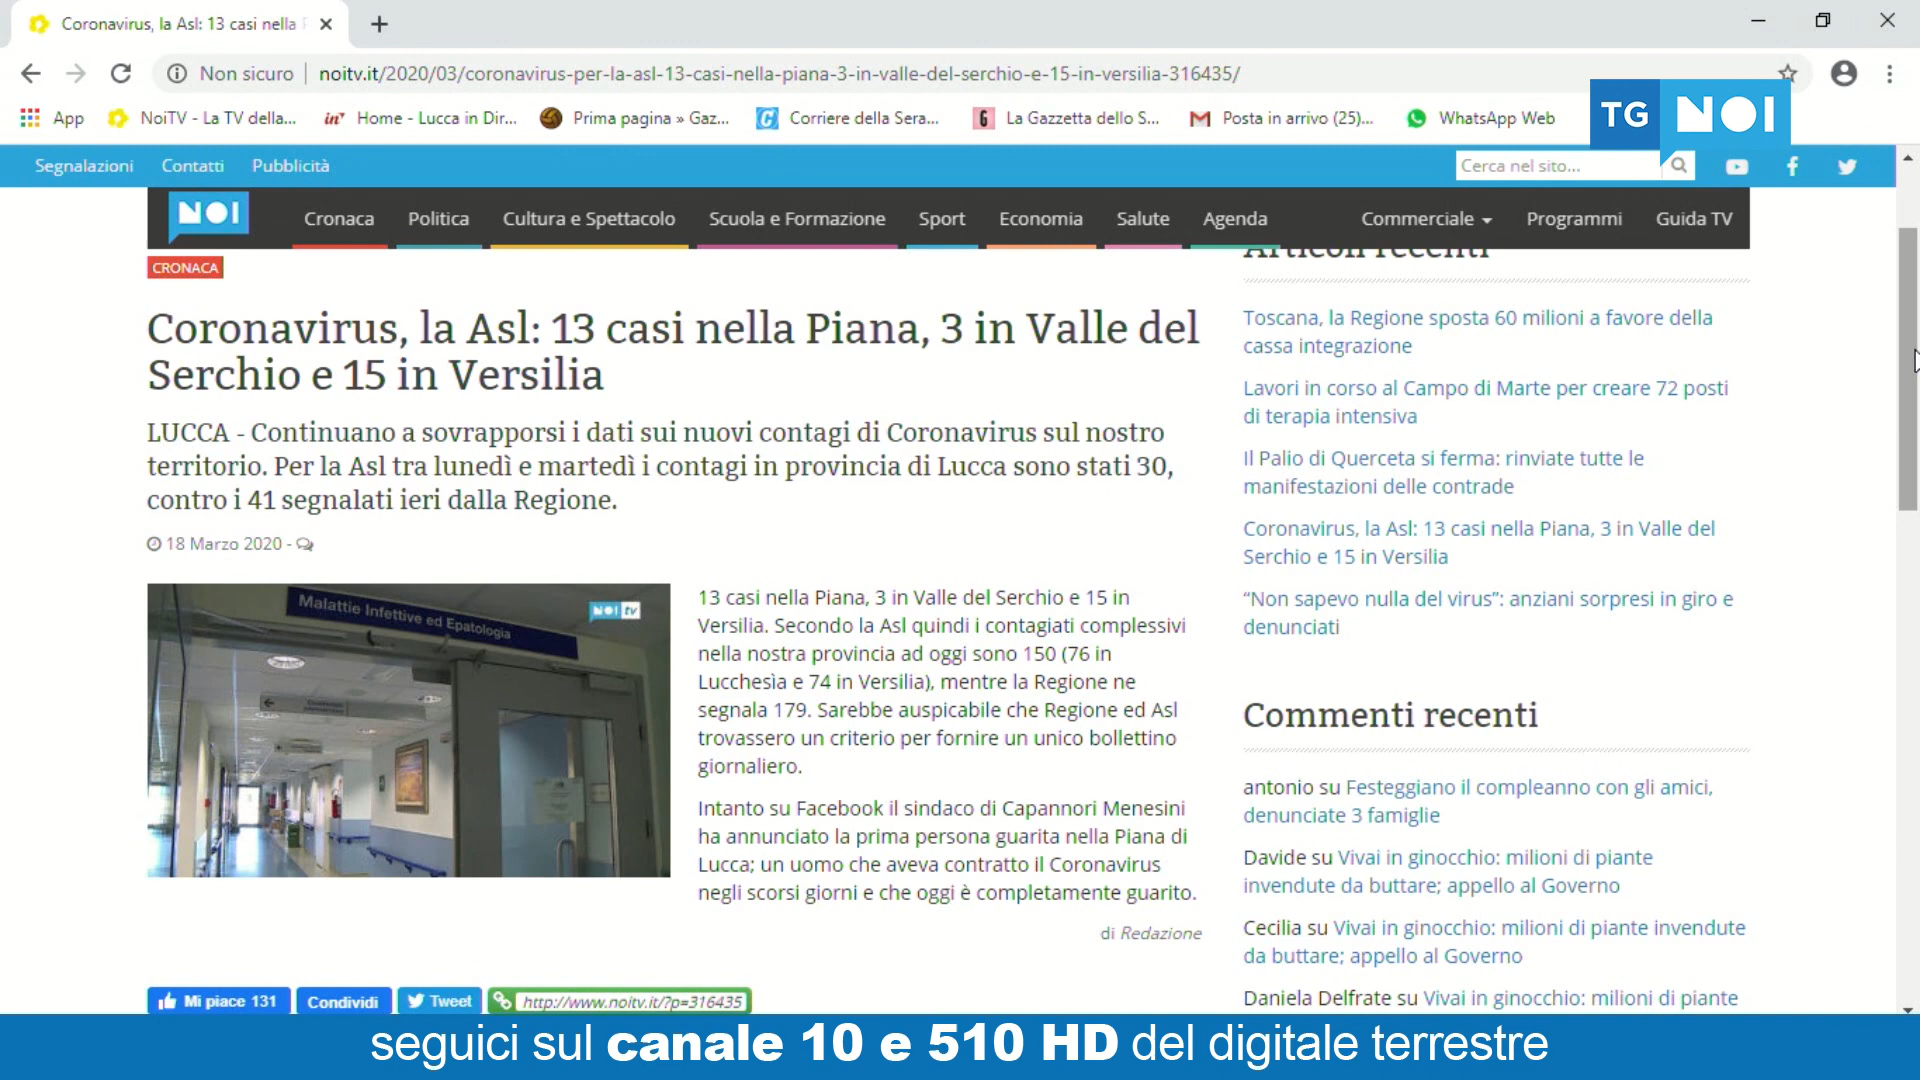 Coronavirus, la Asl: 13 casi nella
Non sicuro
noitv.it/2020/03/coronavirus-per-la-asl-13-casi-nella-piana-3-in-valle-del-serchio-e-15-in-versilia-316435/
App
NoiTV - La TV della...
Home - Lucca in Dir...
Prima pagina » Gaz...
Corriere della Sera...
La Gazzetta dello S...
Posta in arrivo (25)...
WhatsApp Web
TG NOI
Segnalazioni
Contatti
Pubblicità
Cerca nel sito...
NOI
Cronaca
Politica
Cultura e Spettacolo
Scuola e Formazione
Sport
Economia
Salute
Agenda
Commerciale
Programmi
Guida TV
CRONACA
Coronavirus, la Asl: 13 casi nella Piana, 3 in Valle del
Serchio e 15 in Versilia
LUCCA - Continuano a sovrapporsi i dati sui nuovi contagi di Coronavirus sul nostro
territorio. Per la Asl tra lunedì e martedì i contagi in provincia di Lucca sono stati 30,
contro i 41 segnalati ieri dalla Regione.
18 Marzo 2020 -
Malattie Infettive ed Epatologia
NOI tv
13 casi nella Piana, 3 in Valle del Serchio e 15 in
Versilia. Secondo la Asl quindi i contagiati complessivi
nella nostra provincia ad oggi sono 150 (76 in
Lucchesìa e 74 in Versilia), mentre la Regione ne
segnala 179. Sarebbe auspicabile che Regione ed Asl
trovassero un criterio per fornire un unico bollettino
giornaliero.
Intanto su Facebook il sindaco di Capannori Menesini
ha annunciato la prima persona guarita nella Piana di
Lucca; un uomo che aveva contratto il Coronavirus
negli scorsi giorni e che oggi è completamente guarito.
di Redazione
Mi piace 131
Condividi
Tweet
http://www.noitv.it/?p=316435
Articoli recenti
Toscana, la Regione sposta 60 milioni a favore della
cassa integrazione
Lavori in corso al Campo di Marte per creare 72 posti
di terapia intensiva
Il Palio di Querceta si ferma: rinviate tutte le
manifestazioni delle contrade
Coronavirus, la Asl: 13 casi nella Piana, 3 in Valle del
Serchio e 15 in Versilia
“Non sapevo nulla del virus”: anziani sorpresi in giro e
denunciati
Commenti recenti
antonio su Festeggiano il compleanno con gli amici,
denunciate 3 famiglie
Davide su Vivai in ginocchio: milioni di piante
invendute da buttare; appello al Governo
Cecilia su Vivai in ginocchio: milioni di piante invendute
da buttare; appello al Governo
Daniela Delfrate su Vivai in ginocchio: milioni di piante
seguici sul canale 10 e 510 HD del digitale terrestre